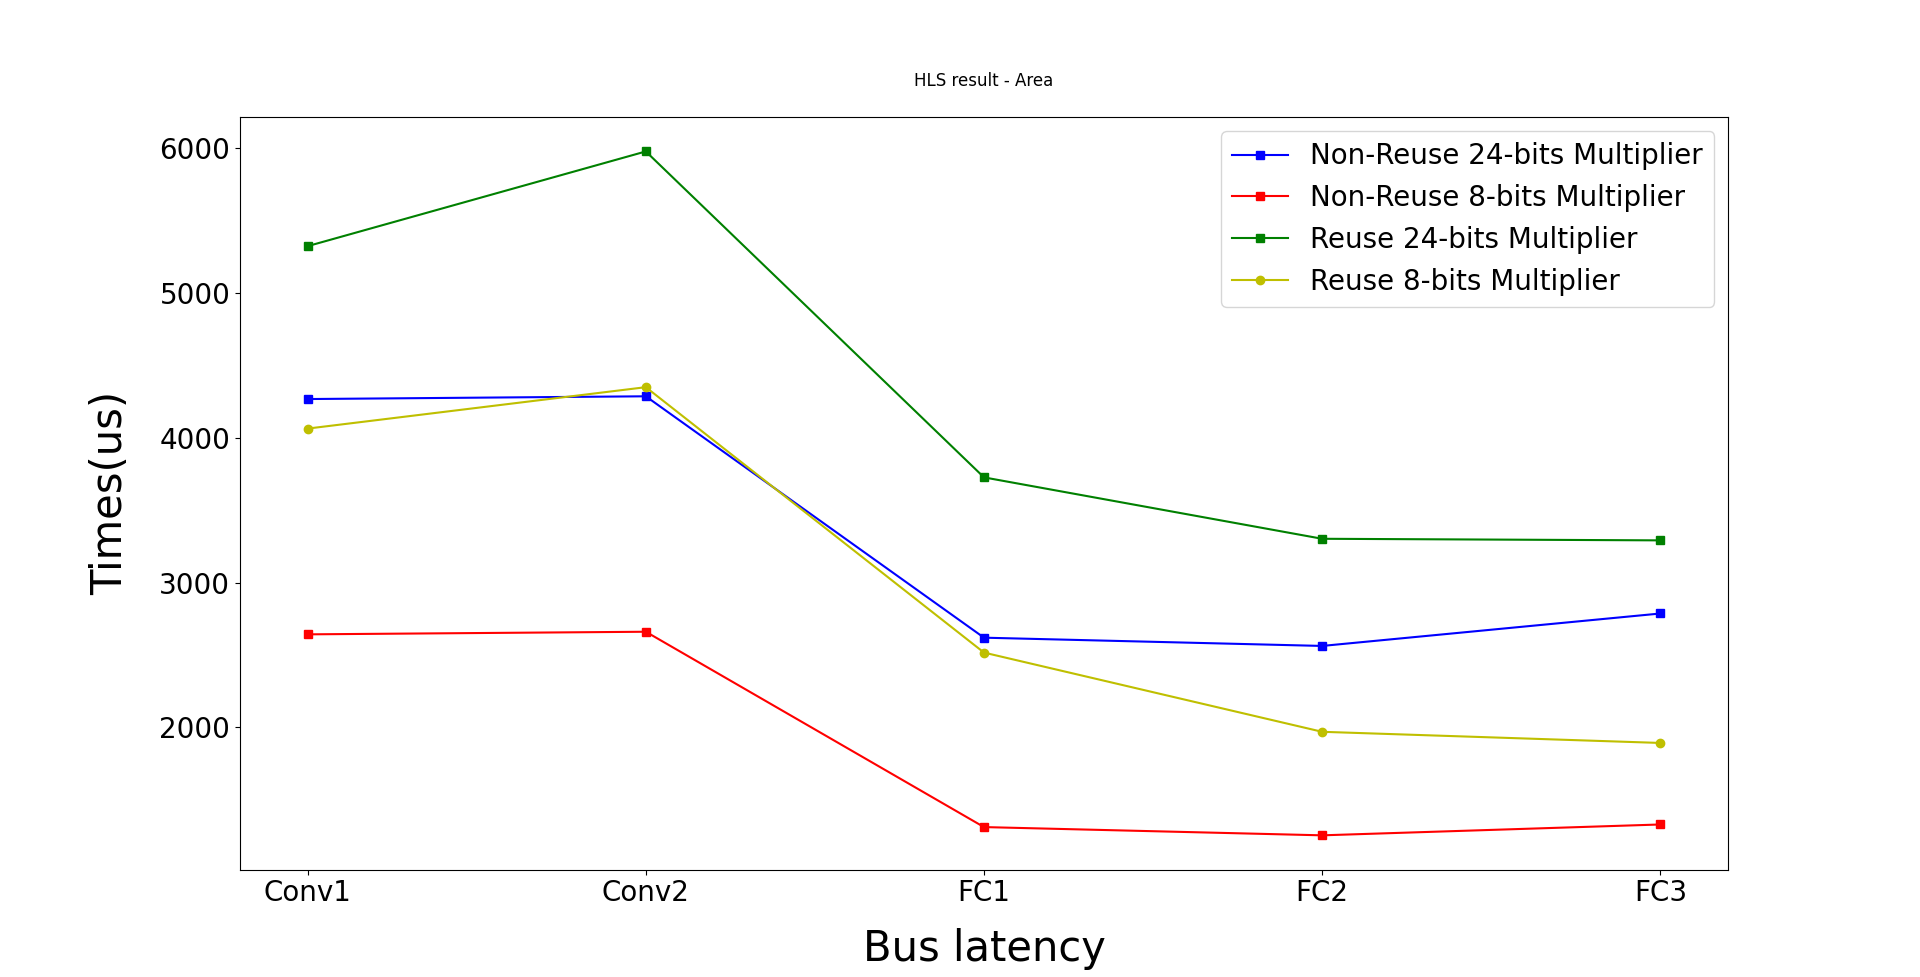 HLS result - Area
6000
5000
4000
3000
2000
Times(us)
Non-Reuse 24-bits Multiplier
Non-Reuse 8-bits Multiplier
Reuse 24-bits Multiplier
Reuse 8-bits Multiplier
Conv1 Conv2 FC1 FC2 FC3
Bus latency